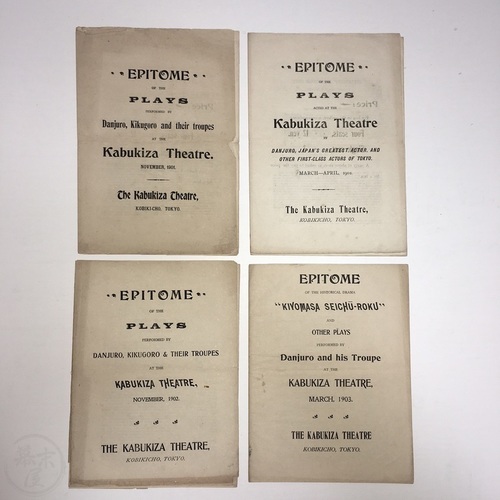 EPITOME
OF THE
PLAYS
PERFORMED BY
Danjuro, Kikugoro and their troupes
AT THE
Kabukiza Theatre.
NOVEMBER, 1901.
The Kabukiza Theatre,
KOBIKICHO, TOKYO.
EPITOME
OF THE
PLAYS
ACTED AT THE
Kabukiza Theatre
BY
DANJURO, JAPAN'S GREATEST ACTOR, AND
OTHER FIRST-CLASS ACTORS OF TOKYO.
MARCH—APRIL, 1902.
The Kabukiza Theatre,
KOBIKICHO, TOKYO.
EPITOME
OF THE
PLAYS
PERFORMED BY
DANJURO, KIKUGORO & THEIR TROUPES
AT THE
KABUKIZA THEATRE,
NOVEMBER, 1902.
THE KABUKIZA THEATRE,
KOBIKICHO, TOKYO.
EPITOME
OF THE HISTORICAL DRAMA
"KIYOMASA SEICHŪ-ROKU"
AND
OTHER PLAYS
PERFORMED BY
Danjuro and his Troupe
AT THE
KABUKIZA THEATRE,
MARCH, 1903.
THE KABUKIZA THEATRE
KOBIKICHO, TOKYO.